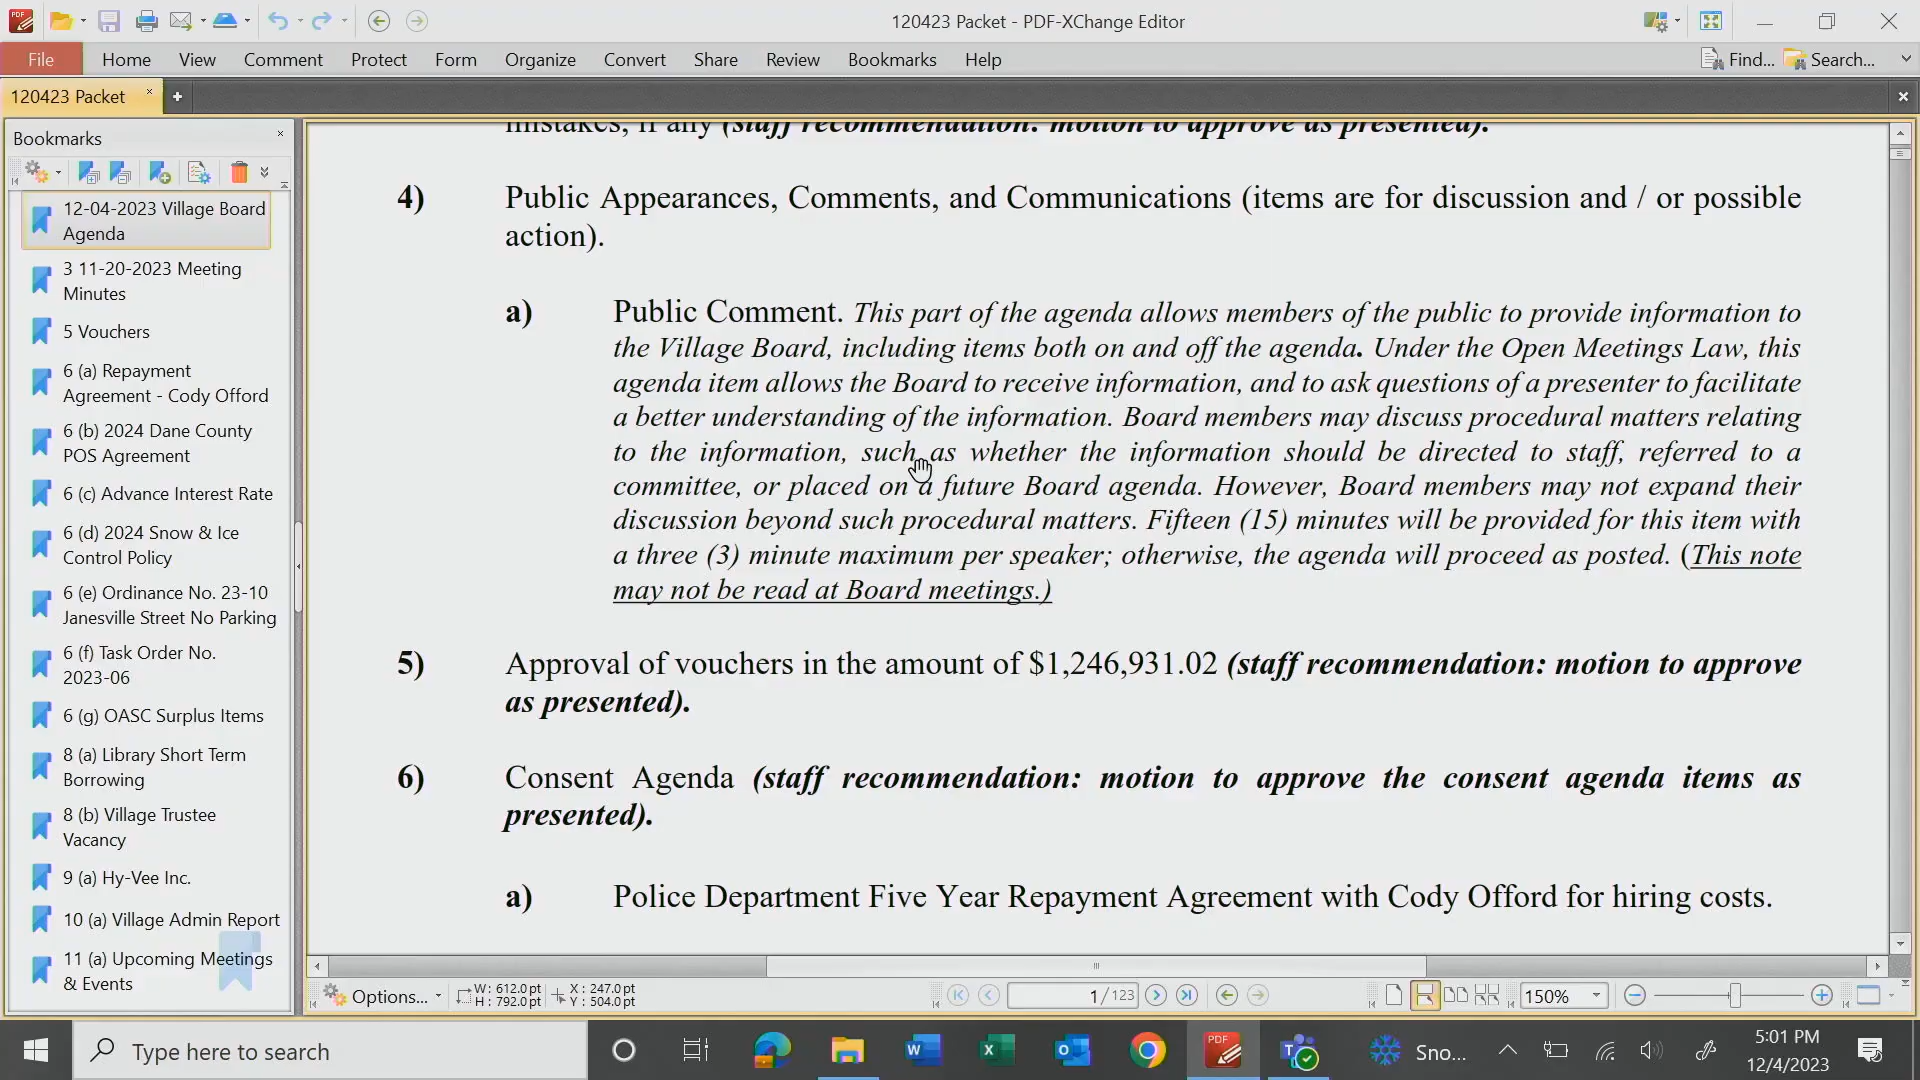 120423 Packet - PDF-XChange Editor
File Home View Comment Protect Form Organize Convert Share Review Bookmarks Help Find... Search...
120423 Packet
Bookmarks
12-04-2023 Village Board
Agenda
3 11-20-2023 Meeting
Minutes
5 Vouchers
6 (a) Repayment
Agreement - Cody Offord
6 (b) 2024 Dane County
POS Agreement
6 (c) Advance Interest Rate
6 (d) 2024 Snow & Ice
Control Policy
6 (e) Ordinance No. 23-10
Janesville Street No Parking
6 (f) Task Order No.
2023-06
6 (g) OASC Surplus Items
8 (a) Library Short Term
Borrowing
8 (b) Village Trustee
Vacancy
9 (a) Hy-Vee Inc.
10 (a) Village Admin Report
11 (a) Upcoming Meetings
& Events
mistakes, if any (staff recommendation: motion to approve as presented).
4) Public Appearances, Comments, and Communications (items are for discussion and / or possible
action).
a) Public Comment. This part of the agenda allows members of the public to provide information to
the Village Board, including items both on and off the agenda. Under the Open Meetings Law, this
agenda item allows the Board to receive information, and to ask questions of a presenter to facilitate
a better understanding of the information. Board members may discuss procedural matters relating
to the information, such as whether the information should be directed to staff, referred to a
committee, or placed on a future Board agenda. However, Board members may not expand their
discussion beyond such procedural matters. Fifteen (15) minutes will be provided for this item with
a three (3) minute maximum per speaker; otherwise, the agenda will proceed as posted. (This note
may not be read at Board meetings.)
5) Approval of vouchers in the amount of $1,246,931.02 (staff recommendation: motion to approve
as presented).
6) Consent Agenda (staff recommendation: motion to approve the consent agenda items as
presented).
a) Police Department Five Year Repayment Agreement with Cody Offord for hiring costs.
Options...
W: 612.0pt
H: 792.0pt
X: 247.0pt
Y: 504.0pt
1 / 123
150%
Type here to search
Sno...
5:01 PM
12/4/2023